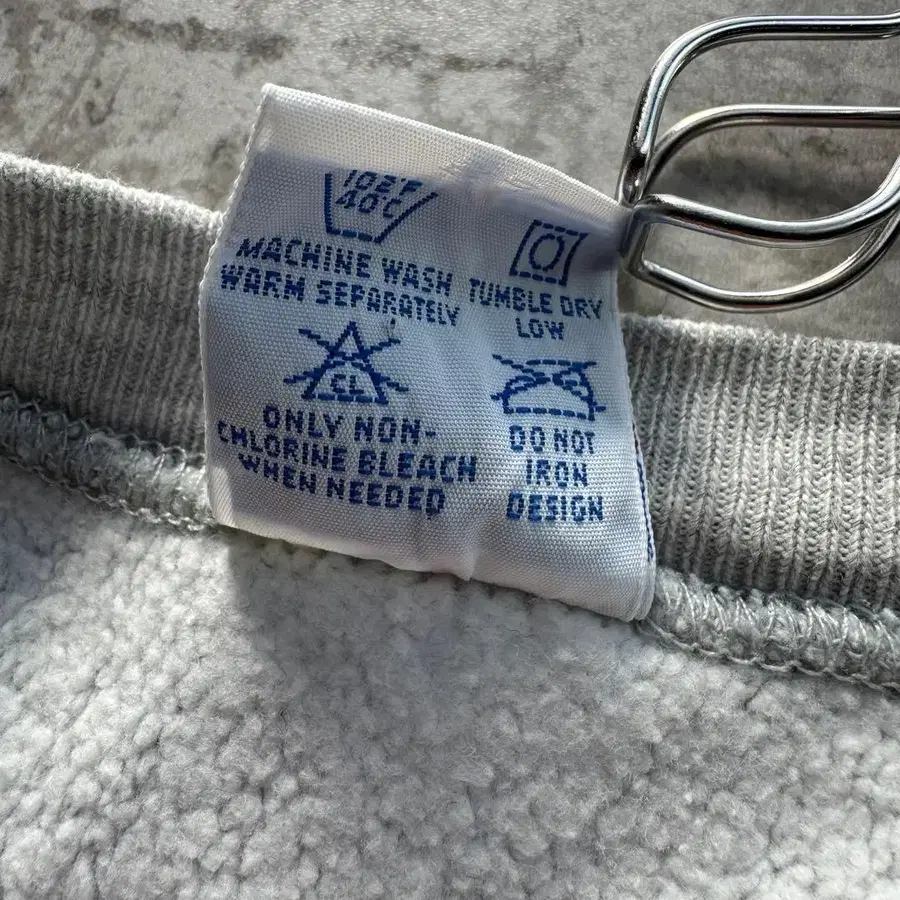 102°F
40°C
MACHINE WASH
WARM SEPARATELY
TUMBLE DRY
LOW
CL
ONLY NON-
CHLORINE BLEACH
WHEN NEEDED
DO NOT
IRON
DESIGN